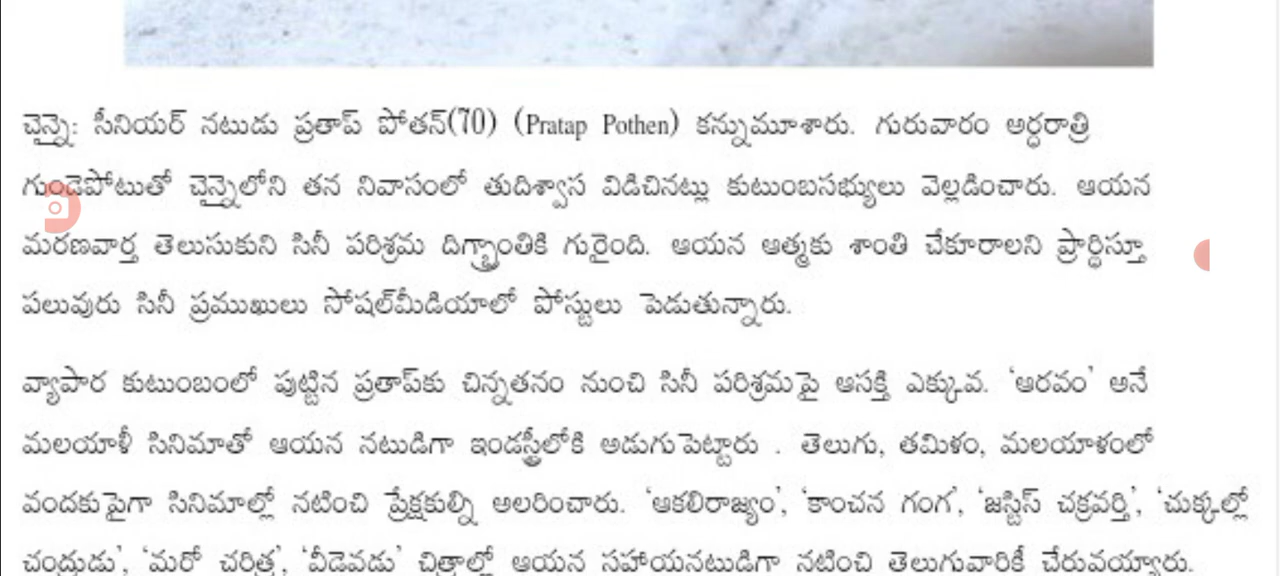 చెన్నై: సీనియర్ నటుడు ప్రతాప్ పోతన్(70) (Pratap Pothen) కన్నుమూశారు. గురువారం అర్ధరాత్రి
గుండెపోటుతో చెన్నైలోని తన నివాసంలో తుదిశ్వాస విడిచినట్లు కుటుంబసభ్యులు వెల్లడించారు. ఆయన
మరణవార్త తెలుసుకుని సినీ పరిశ్రమ దిగ్భ్రాంతికి గురైంది. ఆయన ఆత్మకు శాంతి చేకూరాలని ప్రార్థిస్తూ
పలువురు సినీ ప్రముఖులు సోషల్‌మీడియాలో పోస్టులు పెడుతున్నారు.
వ్యాపార కుటుంబంలో పుట్టిన ప్రతాప్‌కు చిన్నతనం నుంచి సినీ పరిశ్రమపై ఆసక్తి ఎక్కువ. ‘ఆరవం’ అనే
మలయాళీ సినిమాతో ఆయన నటుడిగా ఇండస్ట్రీలోకి అడుగుపెట్టారు . తెలుగు, తమిళం, మలయాళంలో
వందకుపైగా సినిమాల్లో నటించి ప్రేక్షకుల్ని అలరించారు. ‘ఆకలిరాజ్యం’, ‘కాంచన గంగ’, ‘జస్టిస్ చక్రవర్తి’, ‘చుక్కల్లో
చంద్రుడు’, ‘మరో చరిత్ర’, ‘వీడెవడు’ చిత్రాల్లో ఆయన సహాయనటుడిగా నటించి తెలుగువారికీ చేరువయ్యారు.